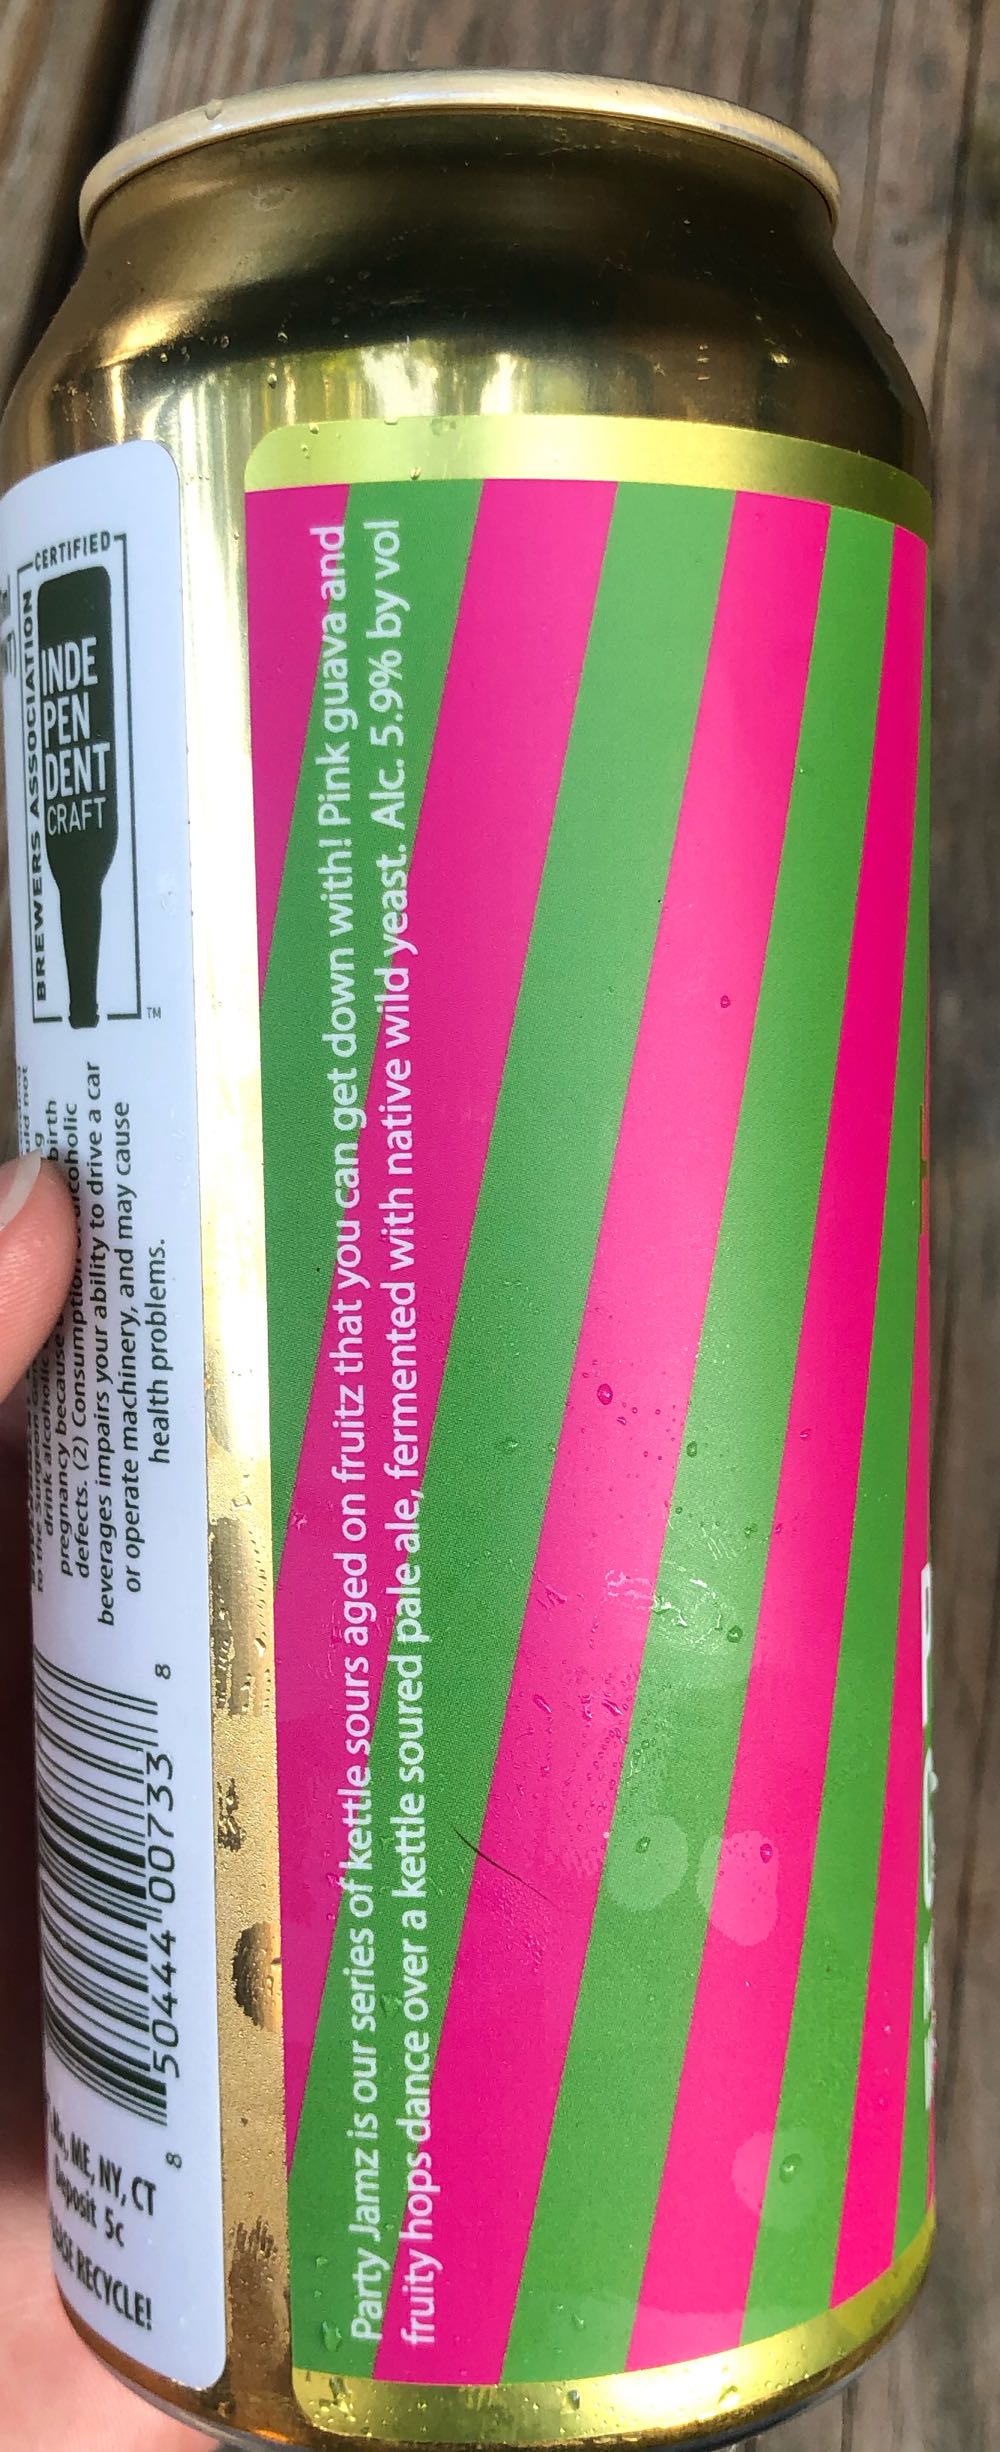 CERTIFIED
BREWERS ASSOCIATION
INDE
PEN
DENT
CRAFT
TM
birth
drink alcoholic
pregnancy because
defects. (2) Consumption of alcoholic
beverages impairs your ability to drive a car
or operate machinery, and may cause
health problems.
8 50444 00733 8
ME, NY, CT
Deposit 5c
RECYCLE!
Party Jamz is our series of kettle sours aged on fruitz that you can get down with! Pink guava and
fruity hops dance over a kettle soured pale ale, fermented with native wild yeast. Alc. 5.9% by vol